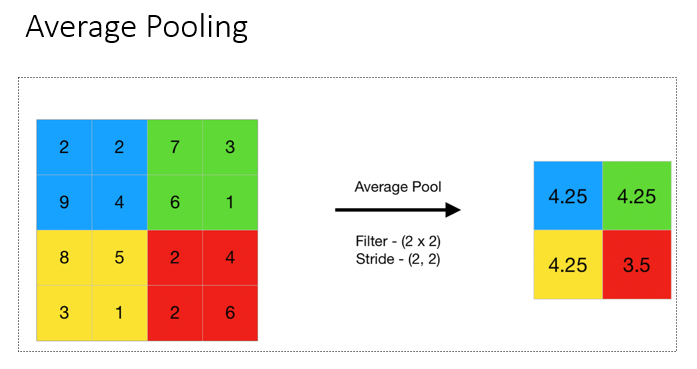 Average Pooling
2 2 7 3
9 4 6 1
8 5 2 4
3 1 2 6
Average Pool
Filter - (2 x 2)
Stride - (2, 2)
4.25 4.25
4.25 3.5